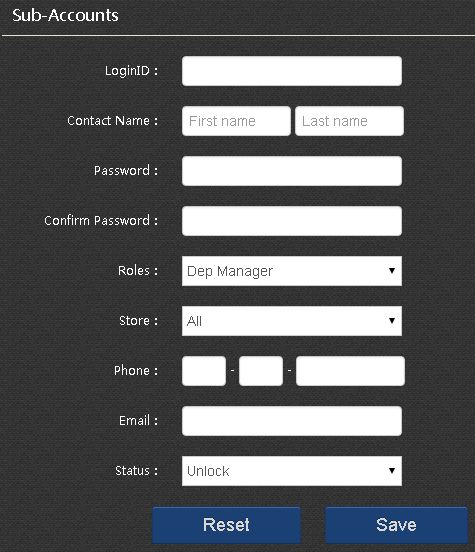 Sub-Accounts
LoginID :
Contact Name : First name Last name
Password :
Confirm Password :
Roles : Dep Manager
Store : All
Phone : - -
Email :
Status : Unlock
Reset Save